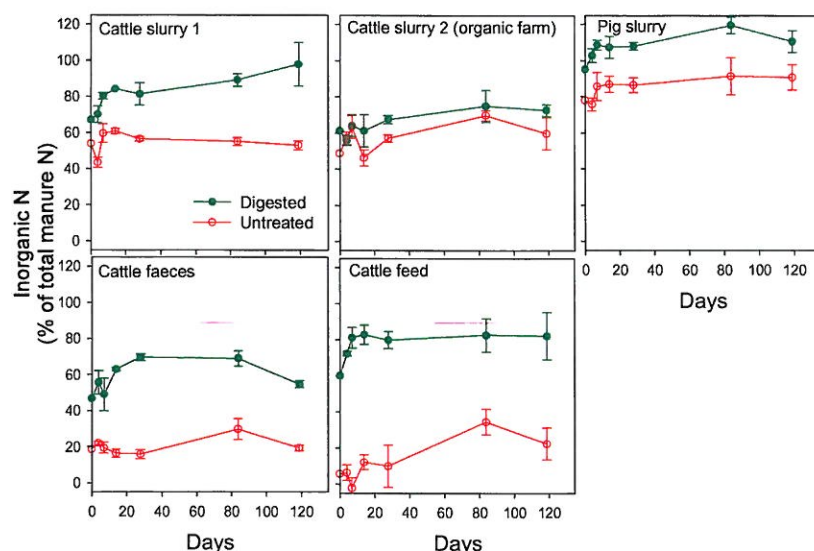 Cattle slurry 1
Cattle slurry 2 (organic farm)
Pig slurry
120
100
80
60
40
20
0
Digested
Untreated
Inorganic N
(% of total manure N)
0 20 40 60 80 100 120
Days
Cattle faeces
Cattle feed
120
100
80
60
40
20
0
0 20 40 60 80 100 120
0 20 40 60 80 100 120
Days
Days